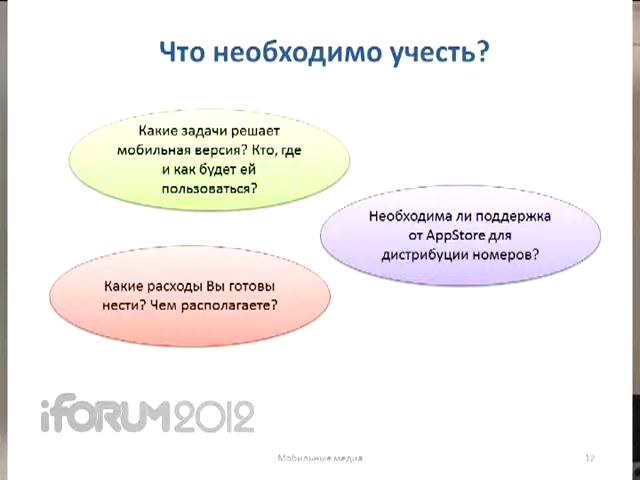 Что необходимо учесть?
Какие задачи решает
мобильная версия? Кто, где
и как будет ей
пользоваться?
Необходима ли поддержка
от AppStore для
дистрибуции номеров?
Какие расходы Вы готовы
нести? Чем располагаете?
iFORUM2012
Мобильные медиа
12